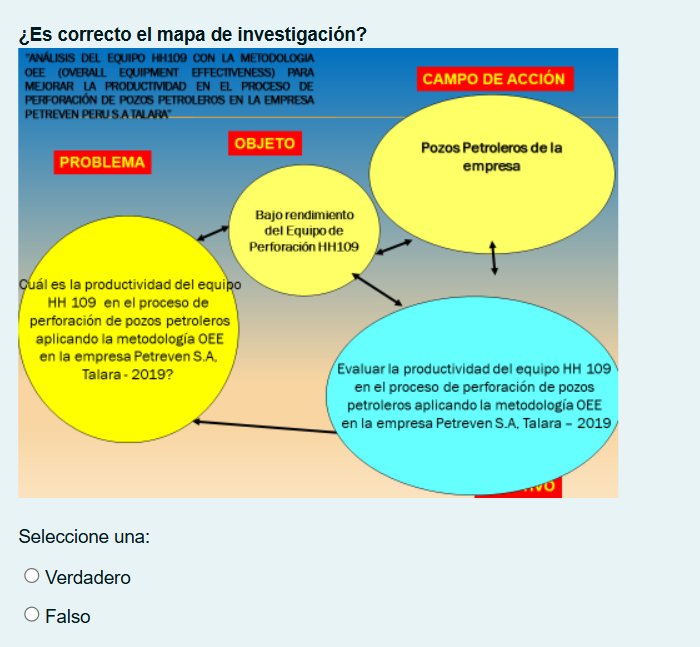 ¿Es correcto el mapa de investigación?
"ANÁLISIS DEL EQUIPO HH109 CON LA METODOLOGIA
OEE (OVERALL EQUIPMENT EFFECTIVENESS) PARA
MEJORAR LA PRODUCTIVIDAD EN EL PROCESO DE
PERFORACIÓN DE POZOS PETROLEROS EN LA EMPRESA
PETREVEN PERU S.A TALARA"
CAMPO DE ACCIÓN
OBJETO
PROBLEMA
Pozos Petroleros de la
empresa
Bajo rendimiento
del Equipo de
Perforación HH109
Cuál es la productividad del equipo
HH 109 en el proceso de
perforación de pozos petroleros
aplicando la metodología OEE
en la empresa Petreven S.A,
Talara - 2019?
Evaluar la productividad del equipo HH 109
en el proceso de perforación de pozos
petroleros aplicando la metodología OEE
en la empresa Petreven S.A, Talara – 2019
Seleccione una:
Verdadero
Falso